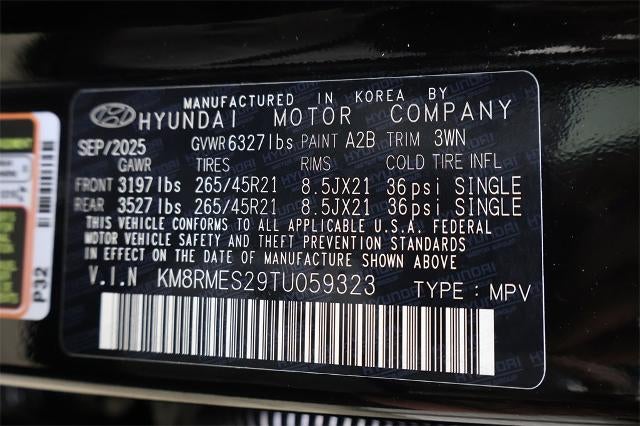 MANUFACTURED IN KOREA BY
HYUNDAI MOTOR COMPANY
SEP/2025 GVWR 6327lbs PAINT A2B TRIM 3WN
GAWR TIRES RIMS COLD TIRE INFL
FRONT 3197lbs 265/45R21 8.5JX21 36psi SINGLE
REAR 3527lbs 265/45R21 8.5JX21 36psi SINGLE
THIS VEHICLE CONFORMS TO ALL APPLICABLE U.S.A. FEDERAL
MOTOR VEHICLE SAFETY AND THEFT PREVENTION STANDARDS
IN EFFECT ON THE DATE OF MANUFACTURE SHOWN ABOVE
V.I.N KM8RMES29TU059323 TYPE : MPV
P32